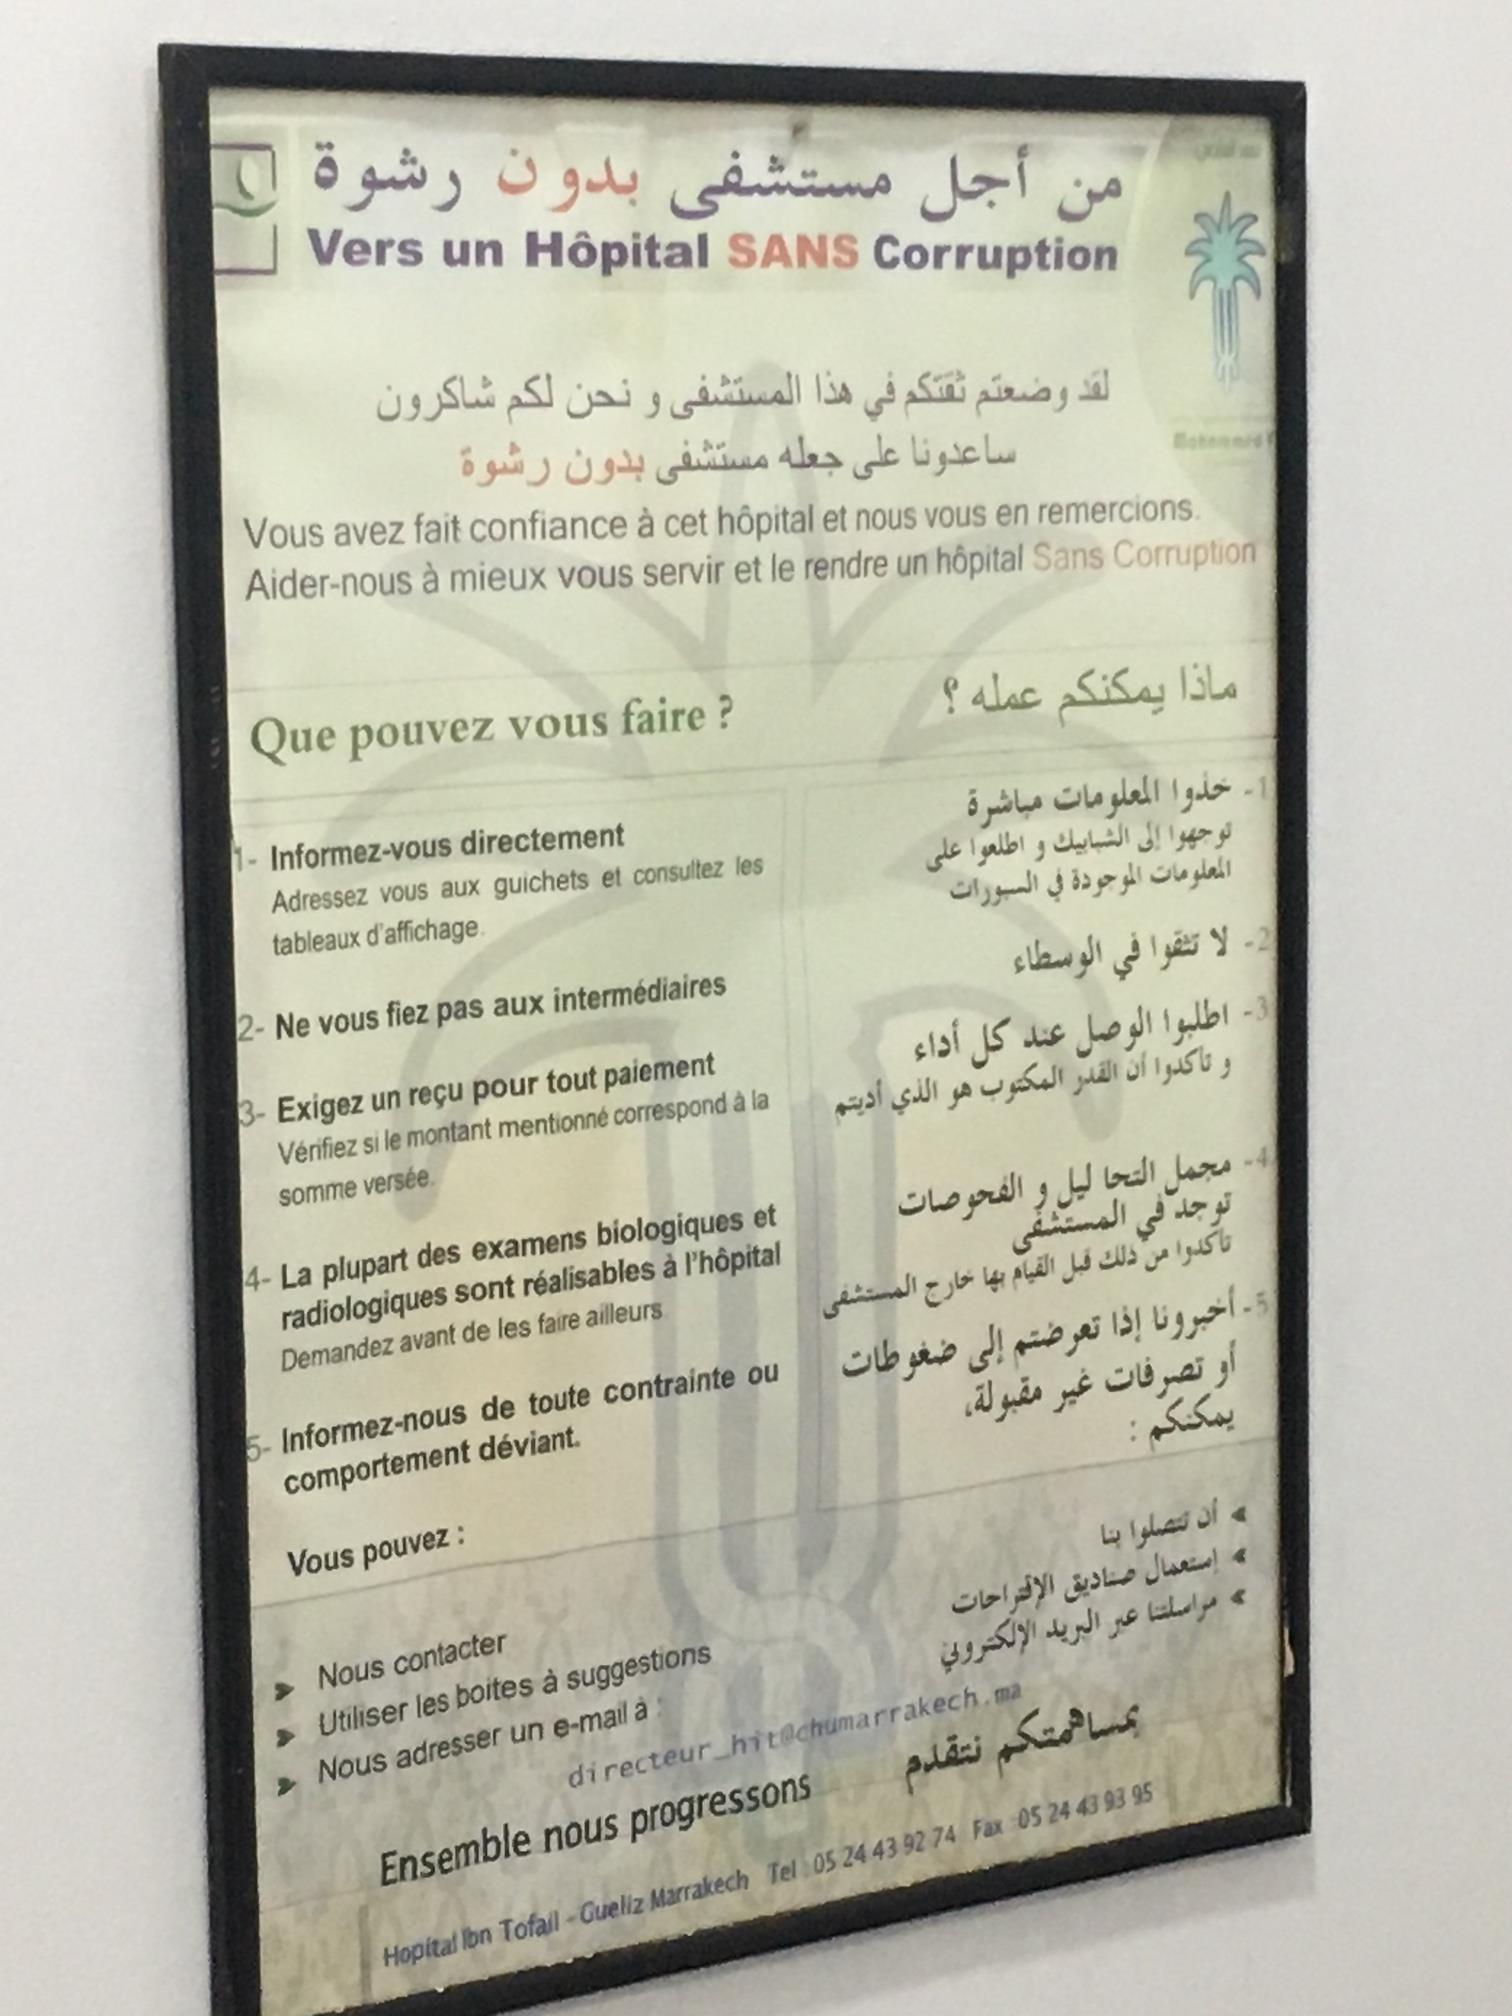 من أجل مستشفى بدون رشوة
Vers un Hôpital SANS Corruption
Mohammed
لقد وضعتم ثقتكم في هذا المستشفى و نحن لكم شاكرون
ساعدونا على جعله مستشفى بدون رشوة
Vous avez fait confiance à cet hôpital et nous vous en remercions.
Aider-nous à mieux vous servir et le rendre un hôpital Sans Corruption
Que pouvez vous faire ?
1- Informez-vous directement
Adressez vous aux guichets et consultez les
tableaux d'affichage.
2- Ne vous fiez pas aux intermédiaires
3- Exigez un reçu pour tout paiement
Vérifiez si le montant mentionné correspond à la
somme versée.
4- La plupart des examens biologiques et
radiologiques sont réalisables à l'hôpital
Demandez avant de les faire ailleurs
5- Informez-nous de toute contrainte ou
comportement déviant.
Vous pouvez :
ماذا يمكنكم عمله ؟
1- خذوا المعلومات مباشرة
توجهوا إلى الشبابيك و اطلعوا على
المعلومات الموجودة في السبورات
2- لا تثقوا في الوسطاء
3- اطلبوا الوصل عند كل أداء
و تأكدوا أن القدر المكتوب هو الذي أديتم
4- مجمل التحا ليل و الفحوصات
توجد في المستشفى
تأكدوا من ذلك قبل القيام بها خارج المستشفى
5- أخبرونا إذا تعرضتم إلى ضغوطات
أو تصرفات غير مقبولة،
يمكنكم :
➤ Nous contacter
➤ Utiliser les boites à suggestions
➤ Nous adresser un e-mail à :
أن تتصلوا بنا
إستعمال صناديق الإقتراحات
مراسلتنا عبر البريد الإلكتروني
directeur_hit@chumarrakech.ma
Ensemble nous progressons
بمساهمتكم نتقدم
Hopital Ibn Tofail - Gueliz Marrakech Tel : 05 24 43 92 74 Fax : 05 24 43 93 95